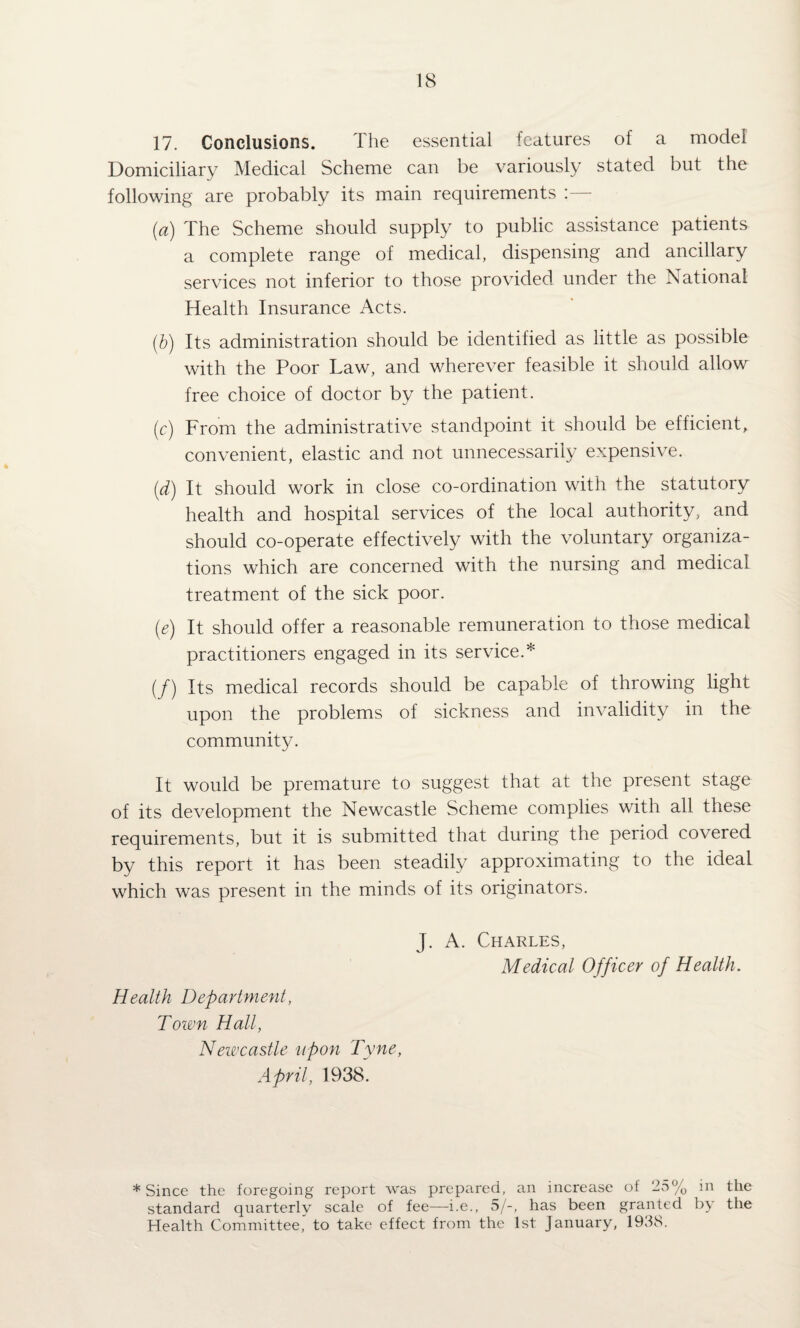 18
17. Conclusions. The essential features of a model
Domiciliary Medical Scheme can be variously stated but the
following are probably its main requirements :—
(a) The Scheme should supply to public assistance patients
a complete range of medical, dispensing and ancillary
services not inferior to those provided under the National
Health Insurance Acts.
(b) Its administration should be identified as little as possible
with the Poor Law, and wherever feasible it should allow
free choice of doctor by the patient.
(c) From the administrative standpoint it should be efficient,
convenient, elastic and not unnecessarily expensive.
(d) It should work in close co-ordination with the statutory
health and hospital services of the local authority, and
should co-operate effectively with the voluntary organiza-
tions which are concerned with the nursing and medical
treatment of the sick poor.
(e) It should offer a reasonable remuneration to those medical
practitioners engaged in its service.*
(f) Its medical records should be capable of throwing light
upon the problems of sickness and invalidity in the
community.
It would be premature to suggest that at the present stage
of its development the Newcastle Scheme complies with all these
requirements, but it is submitted that during the period covered
by this report it has been steadily approximating to the ideal
which was present in the minds of its originators.
J. A. Charles,
Medical Officer of Health.
Health Department,
Town Hall,
Newcastle upon Tyne,
April, 1938.
* Since the foregoing report was prepared, an increase of 25% in the
standard quarterly scale of fee—i.e., 5/-, has been granted by the
Health Committee, to take effect from the 1st January, 1938.